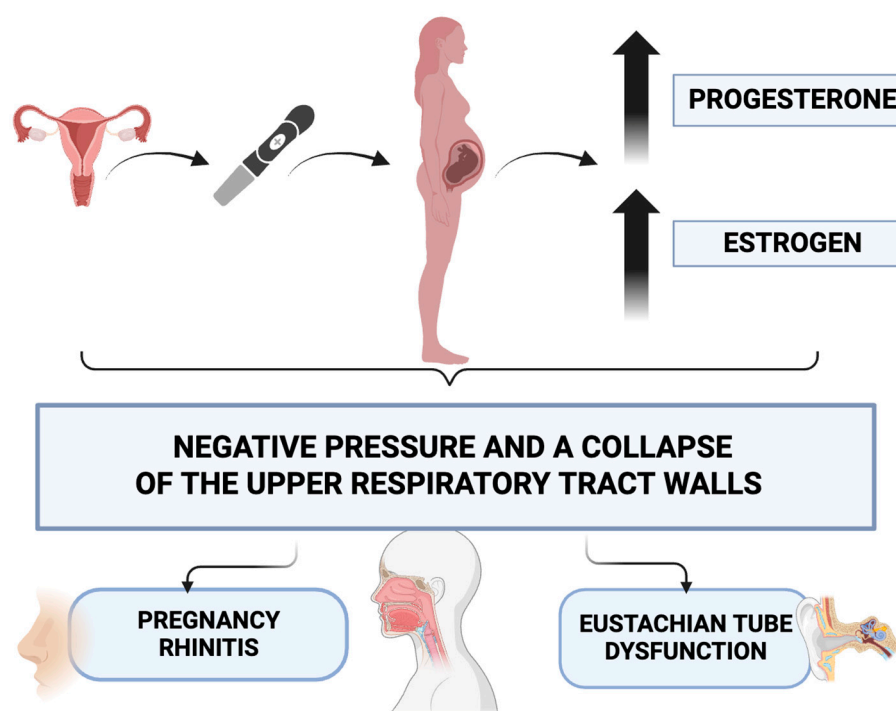 PROGESTERONE
ESTROGEN
NEGATIVE PRESSURE AND A COLLAPSE
OF THE UPPER RESPIRATORY TRACT WALLS
PREGNANCY
RHINITIS
EUSTACHIAN TUBE
DYSFUNCTION